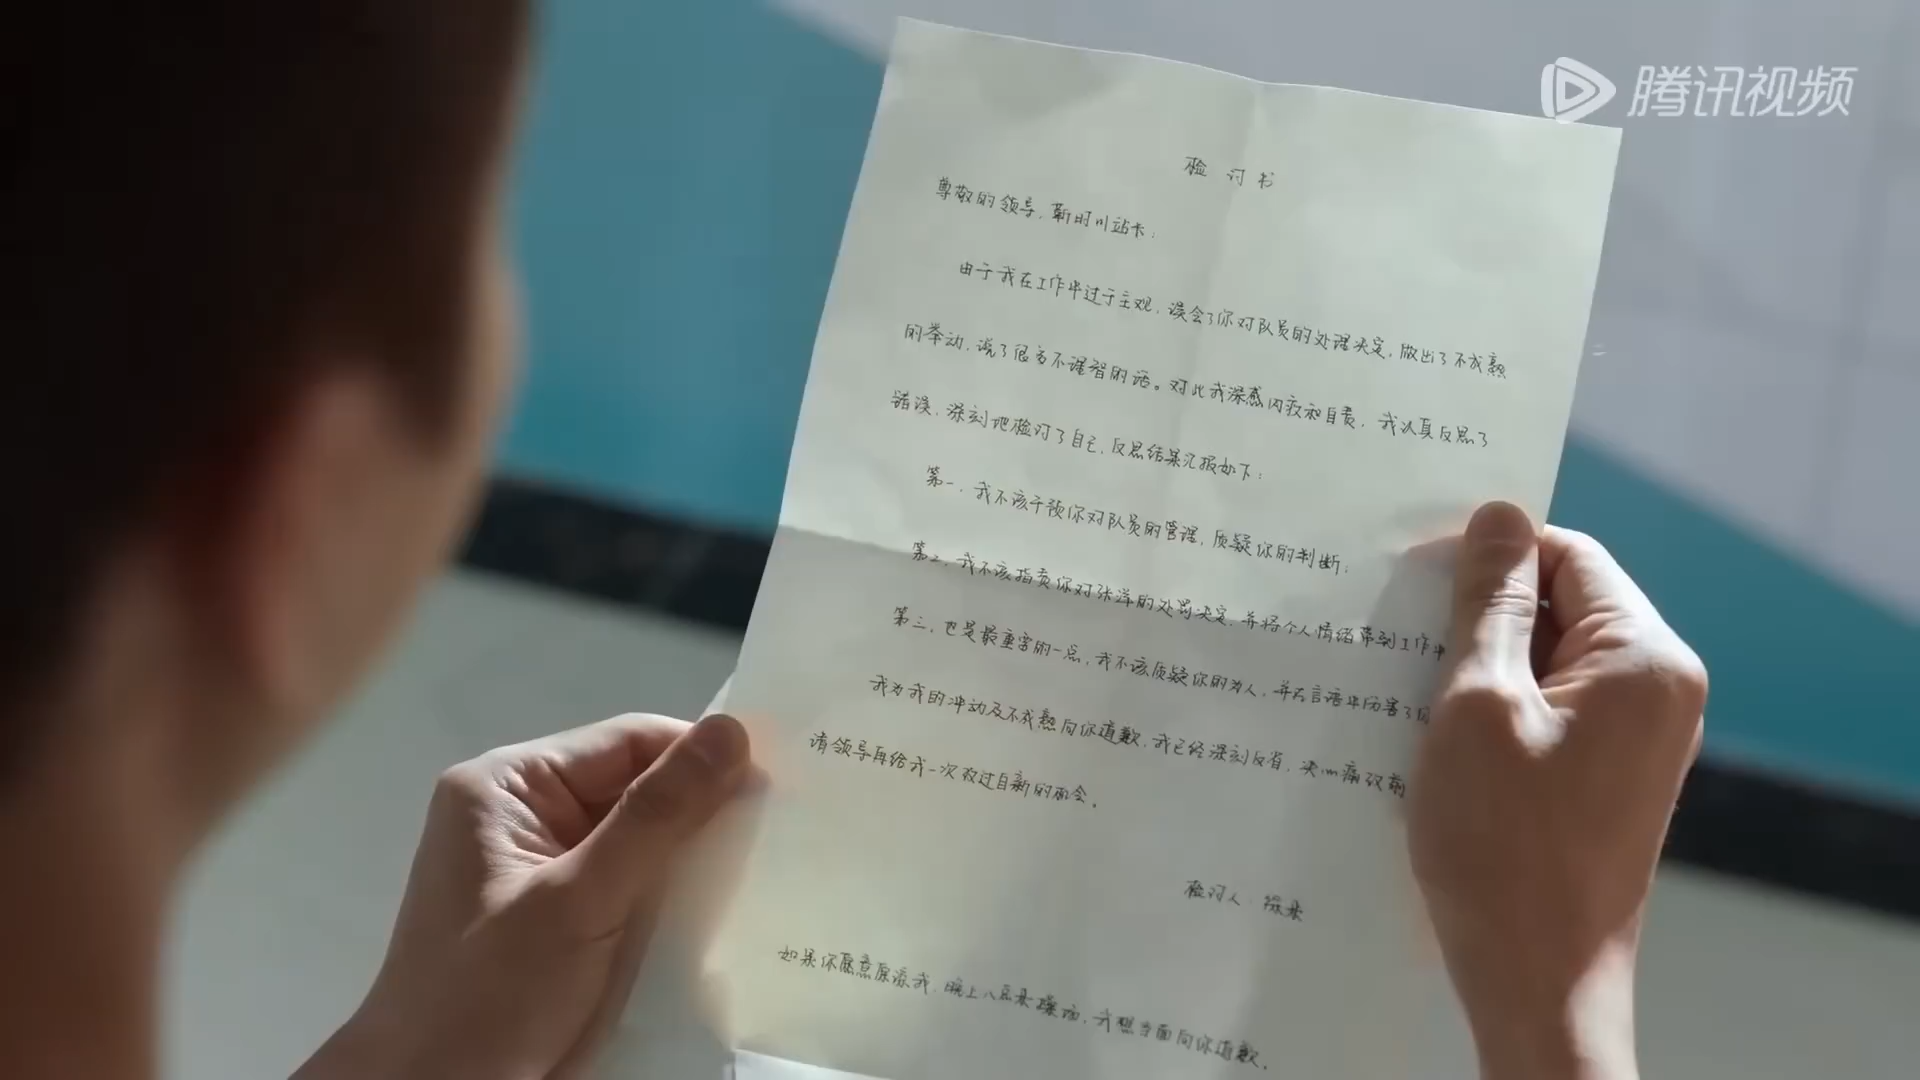 腾讯视频
检讨书
尊敬的领导，靳时川站长：
由于我在工作中过于主观，误会了你对队员的处理决定，做出了不成熟
的举动，说了很多不谨智的话。对此我深感内疚和自责，我认真反思了
错误，深刻地检讨了自己，反思结果汇报如下：
第一，我不该干预你对队员的管理，质疑你的判断；
第二，我不该指责你对张洋的处罚决定，并将个人情绪带到工作中
第三，也是最重要的一点，我不该质疑你的为人，并在言语中伤害了
我为我的冲动及不成熟向你道歉，我已经深刻反省，决心痛改前
请领导再给我一次改过自新的机会。
检讨人：徐来
如果你愿意原谅我，晚上八点来操场，我想当面向你道歉。